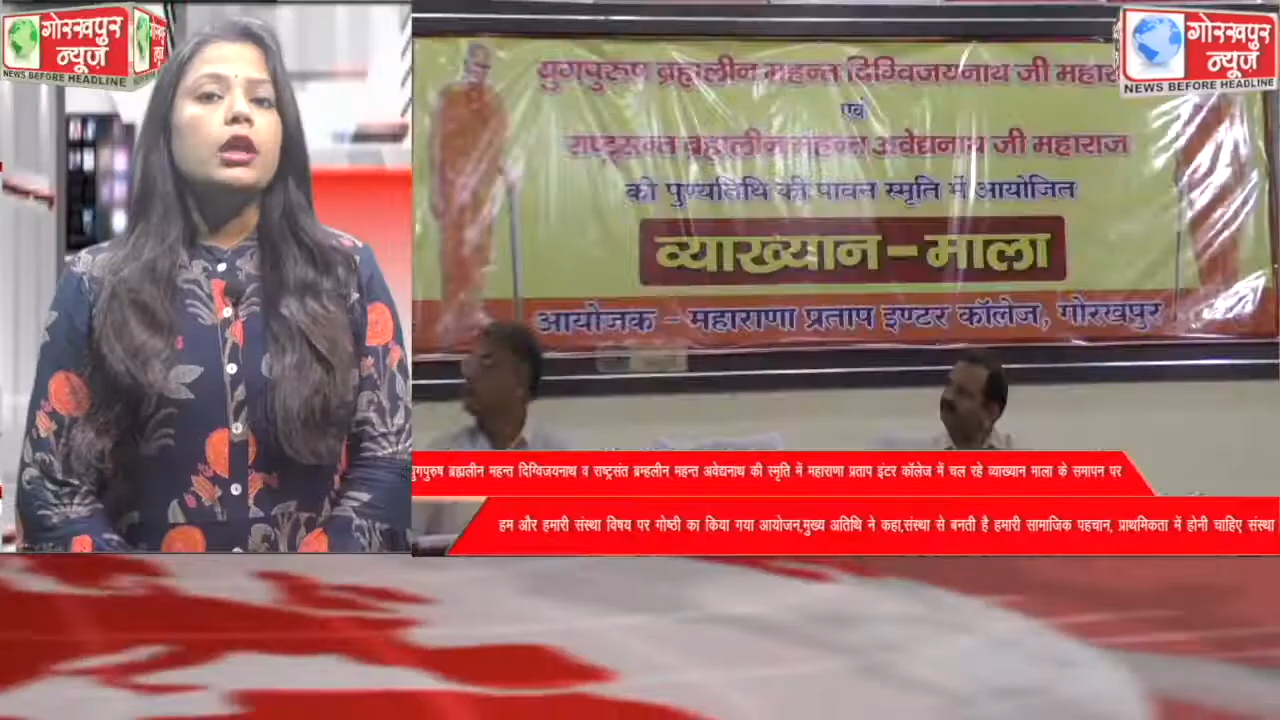 गोरखपुर
न्यूज़
NEWS BEFORE HEADLINE
गोरखपुर
न्यूज़
NEWS BEFORE HEADLINE
युगपुरुष ब्रह्मलीन महन्त दिग्विजयनाथ जी
एवं
राष्ट्रसन्त ब्रह्मलीन महन्त अवेद्यनाथ जी महाराज
की पुण्यतिथि की पावन स्मृति में आयोजित
व्याख्यान-माला
आयोजक - महाराणा प्रताप इण्टर कॉलेज, गोरखपुर
युगपुरुष ब्रह्मलीन महन्त दिग्विजयनाथ व राष्ट्रसंत ब्रम्हलीन महन्त अवेद्यनाथ की स्मृति में महाराणा प्रताप इंटर कॉलेज में चल रहे व्याख्यान माला के समापन पर
हम और हमारी संस्था विषय पर गोष्ठी का किया गया आयोजन,मुख्य अतिथि ने कहा,संस्था से बनती है हमारी सामाजिक पहचान, प्राथमिकता में होनी चाहिए संस्था